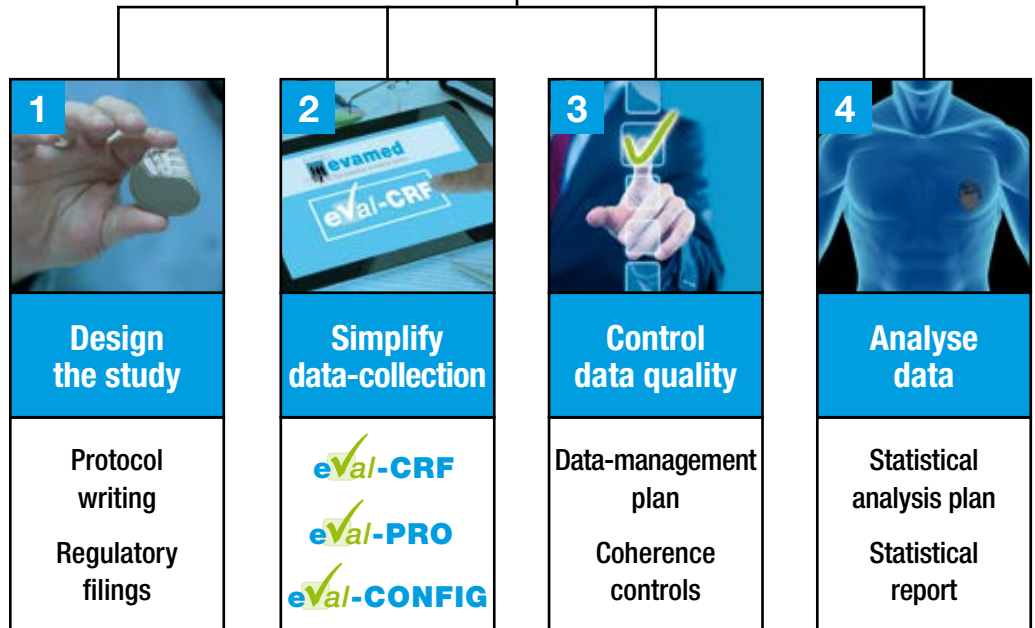 1
2
3
4
evamed
eVal-CRF
Design
the study
Simplify
data-collection
Control
data quality
Analyse
data
Protocol
writing
Regulatory
filings
eVal-CRF
eVal-PRO
eVal-CONFIG
Data-management
plan
Coherence
controls
Statistical
analysis plan
Statistical
report